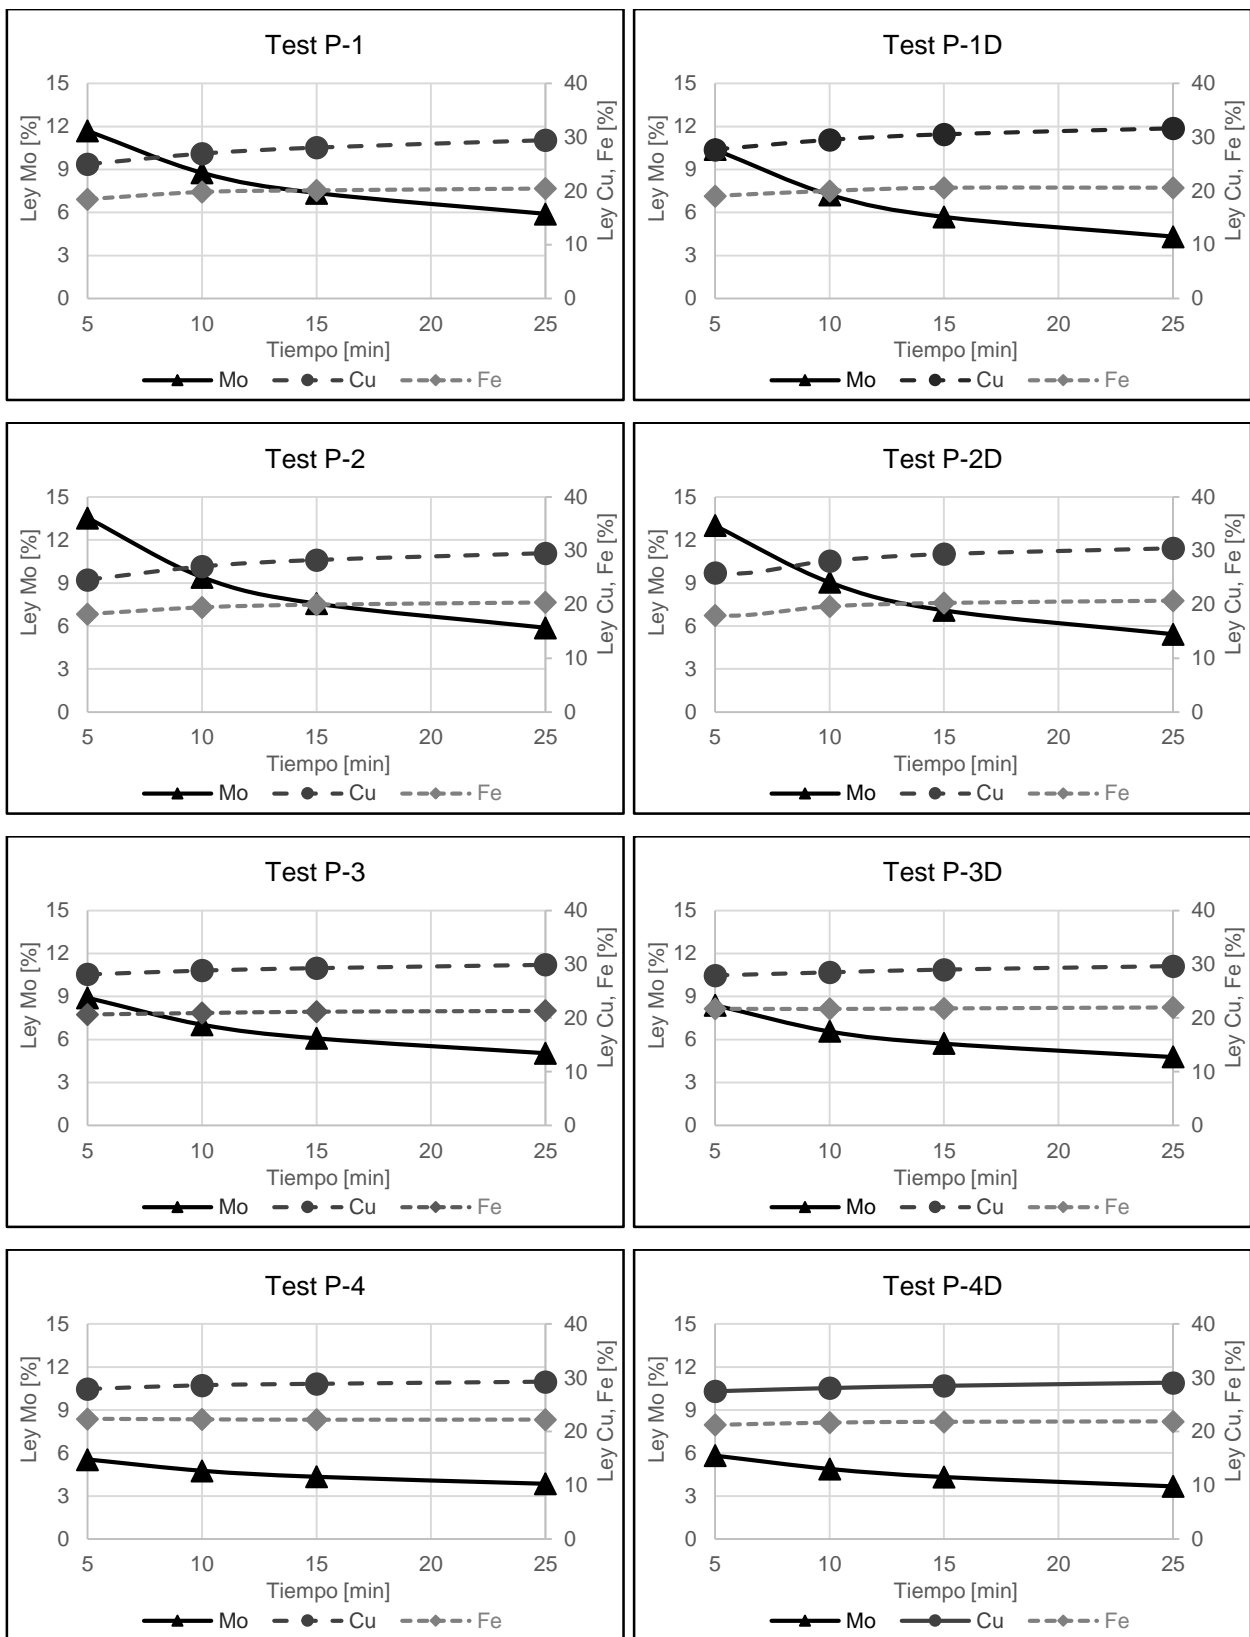 Test P-1
15
12
9
6
3
0
40
30
20
10
0
Ley Mo [%]
Ley Cu, Fe [%]
5 10 15 20 25
Tiempo [min]
Mo Cu Fe
Test P-1D
15
12
9
6
3
0
40
30
20
10
0
Ley Mo [%]
Ley Cu, Fe [%]
5 10 15 20 25
Tiempo [min]
Mo Cu Fe
Test P-2
15
12
9
6
3
0
40
30
20
10
0
Ley Mo [%]
Ley Cu, Fe [%]
5 10 15 20 25
Tiempo [min]
Mo Cu Fe
Test P-2D
15
12
9
6
3
0
40
30
20
10
0
Ley Mo [%]
Ley Cu, Fe [%]
5 10 15 20 25
Tiempo [min]
Mo Cu Fe
Test P-3
15
12
9
6
3
0
40
30
20
10
0
Ley Mo [%]
Ley Cu, Fe [%]
5 10 15 20 25
Tiempo [min]
Mo Cu Fe
Test P-3D
15
12
9
6
3
0
40
30
20
10
0
Ley Mo [%]
Ley Cu, Fe [%]
5 10 15 20 25
Tiempo [min]
Mo Cu Fe
Test P-4
15
12
9
6
3
0
40
30
20
10
0
Ley Mo [%]
Ley Cu, Fe [%]
5 10 15 20 25
Tiempo [min]
Mo Cu Fe
Test P-4D
15
12
9
6
3
0
40
30
20
10
0
Ley Mo [%]
Ley Cu, Fe [%]
5 10 15 20 25
Tiempo [min]
Mo Cu Fe